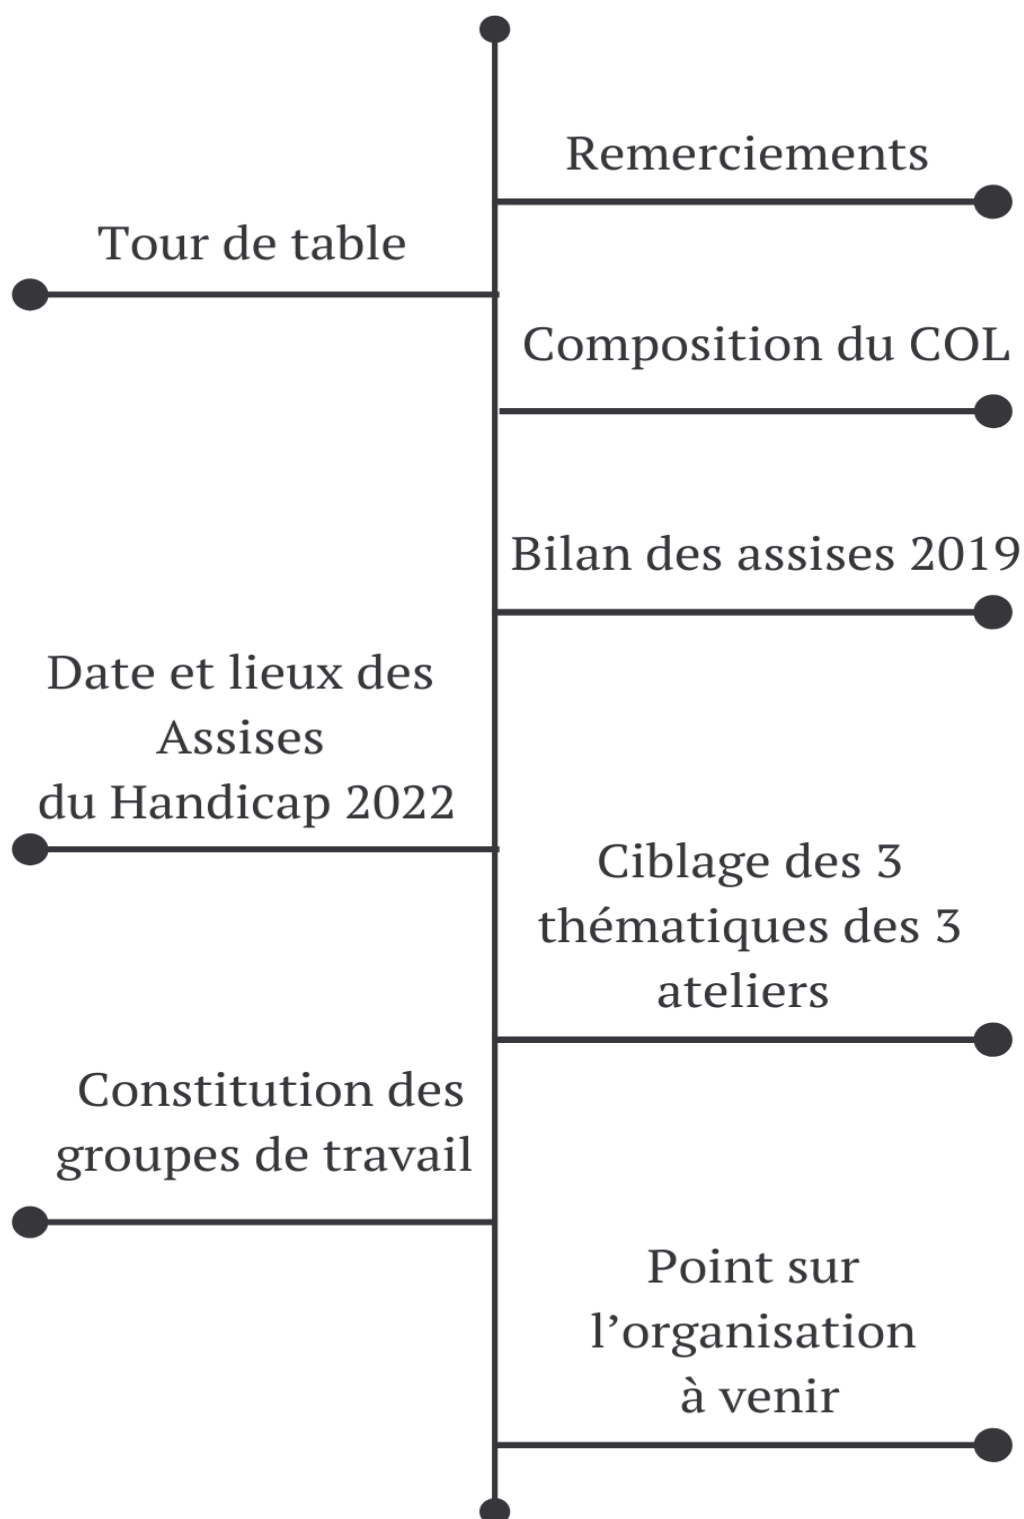 Remerciements
Tour de table
Composition du COL
Bilan des assises 2019
Date et lieux des
Assises
du Handicap 2022
Ciblage des 3
thématiques des 3
ateliers
Constitution des
groupes de travail
Point sur
l’organisation
à venir